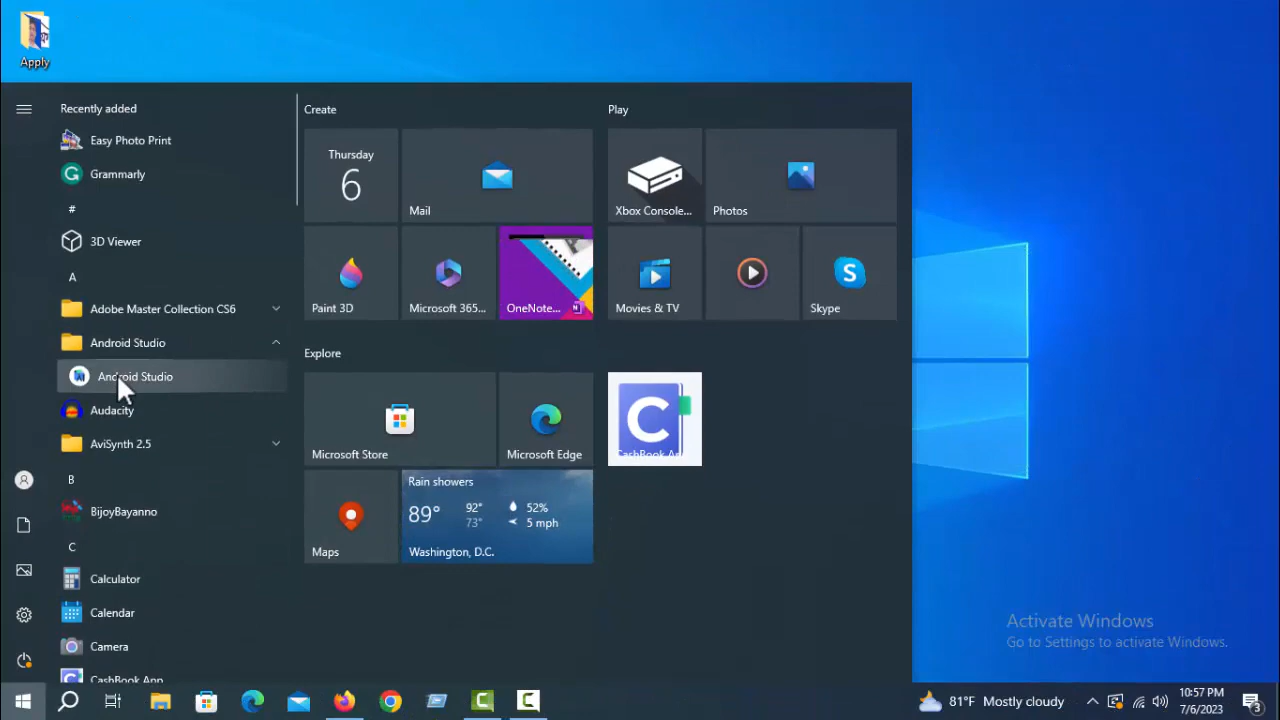 Apply
Recently added
Easy Photo Print
Grammarly
#
3D Viewer
A
Adobe Master Collection CS6
Android Studio
Android Studio
Audacity
AviSynth 2.5
B
BijoyBayanno
C
Calculator
Calendar
Camera
CashBook App
Create
Thursday
6
Mail
Paint 3D
Microsoft 365...
OneNote...
Explore
Microsoft Store
Microsoft Edge
Maps
Rain showers
89°
92°
73°
52%
5 mph
Washington, D.C.
Play
Xbox Console...
Photos
Movies & TV
Skype
C
CashBook Ap
Activate Windows
Go to Settings to activate Windows.
81°F Mostly cloudy
10:57 PM
7/6/2023
3